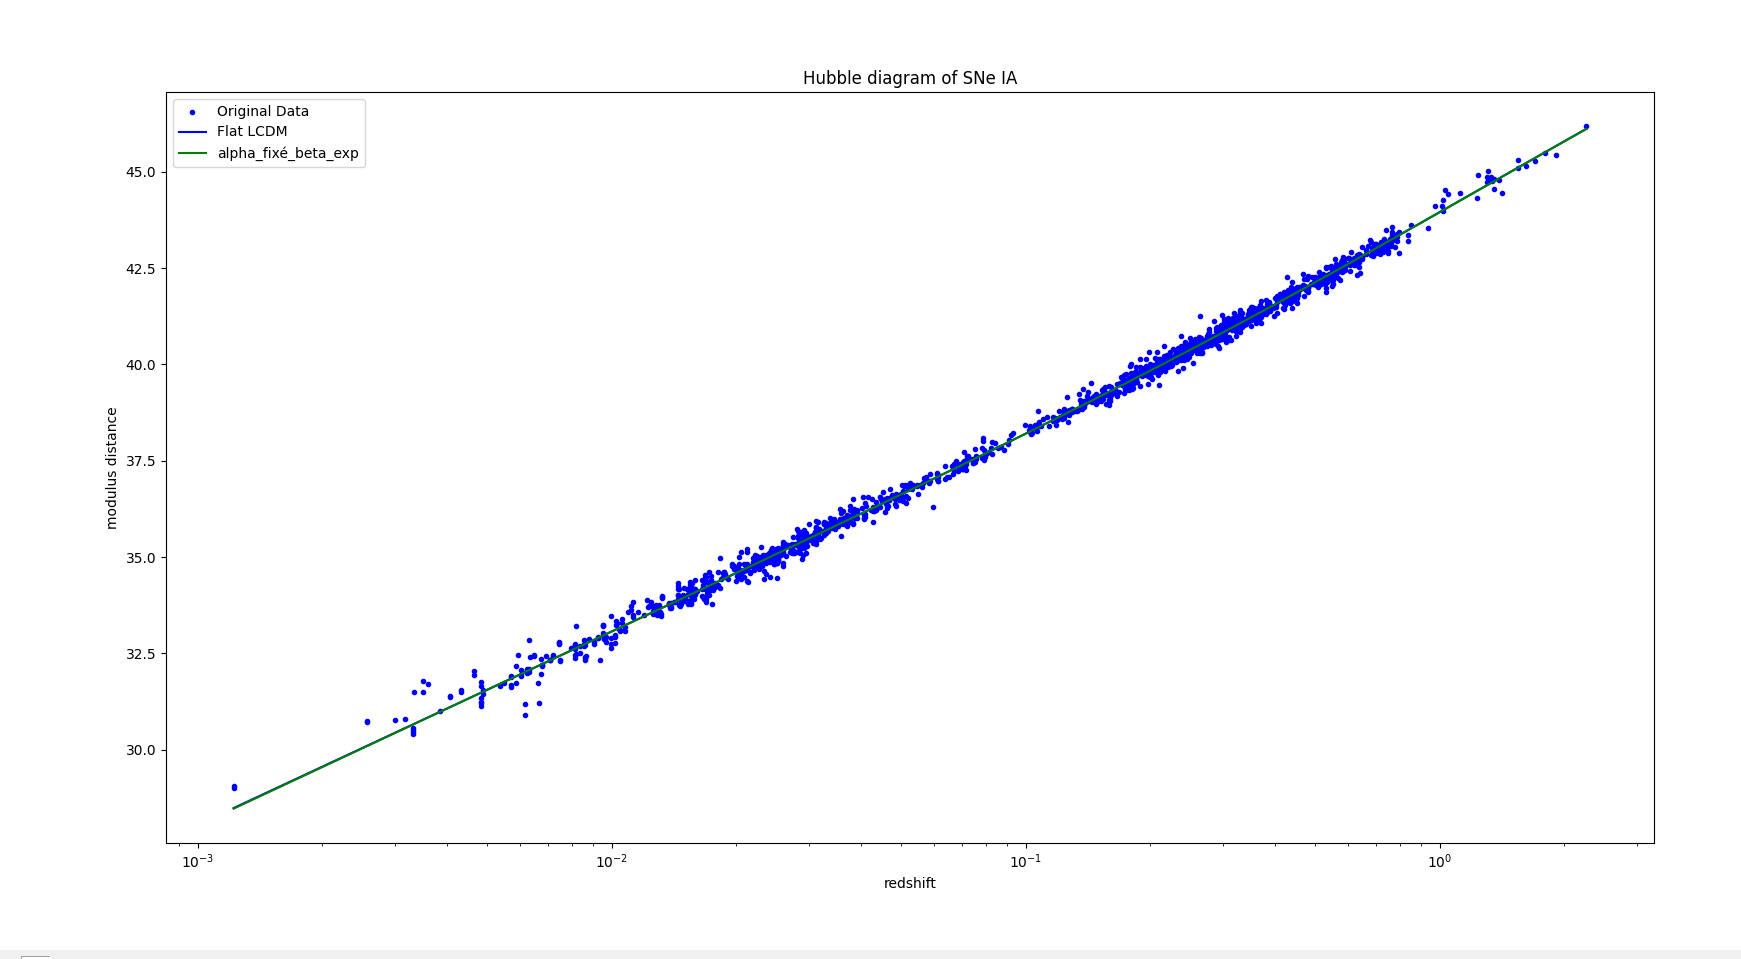 Hubble diagram of SNe IA
Original Data
Flat LCDM
alpha_fixé_beta_exp
45.0
42.5
40.0
37.5
35.0
32.5
30.0
modulus distance
10⁻³ 10⁻² 10⁻¹ 10⁰
redshift